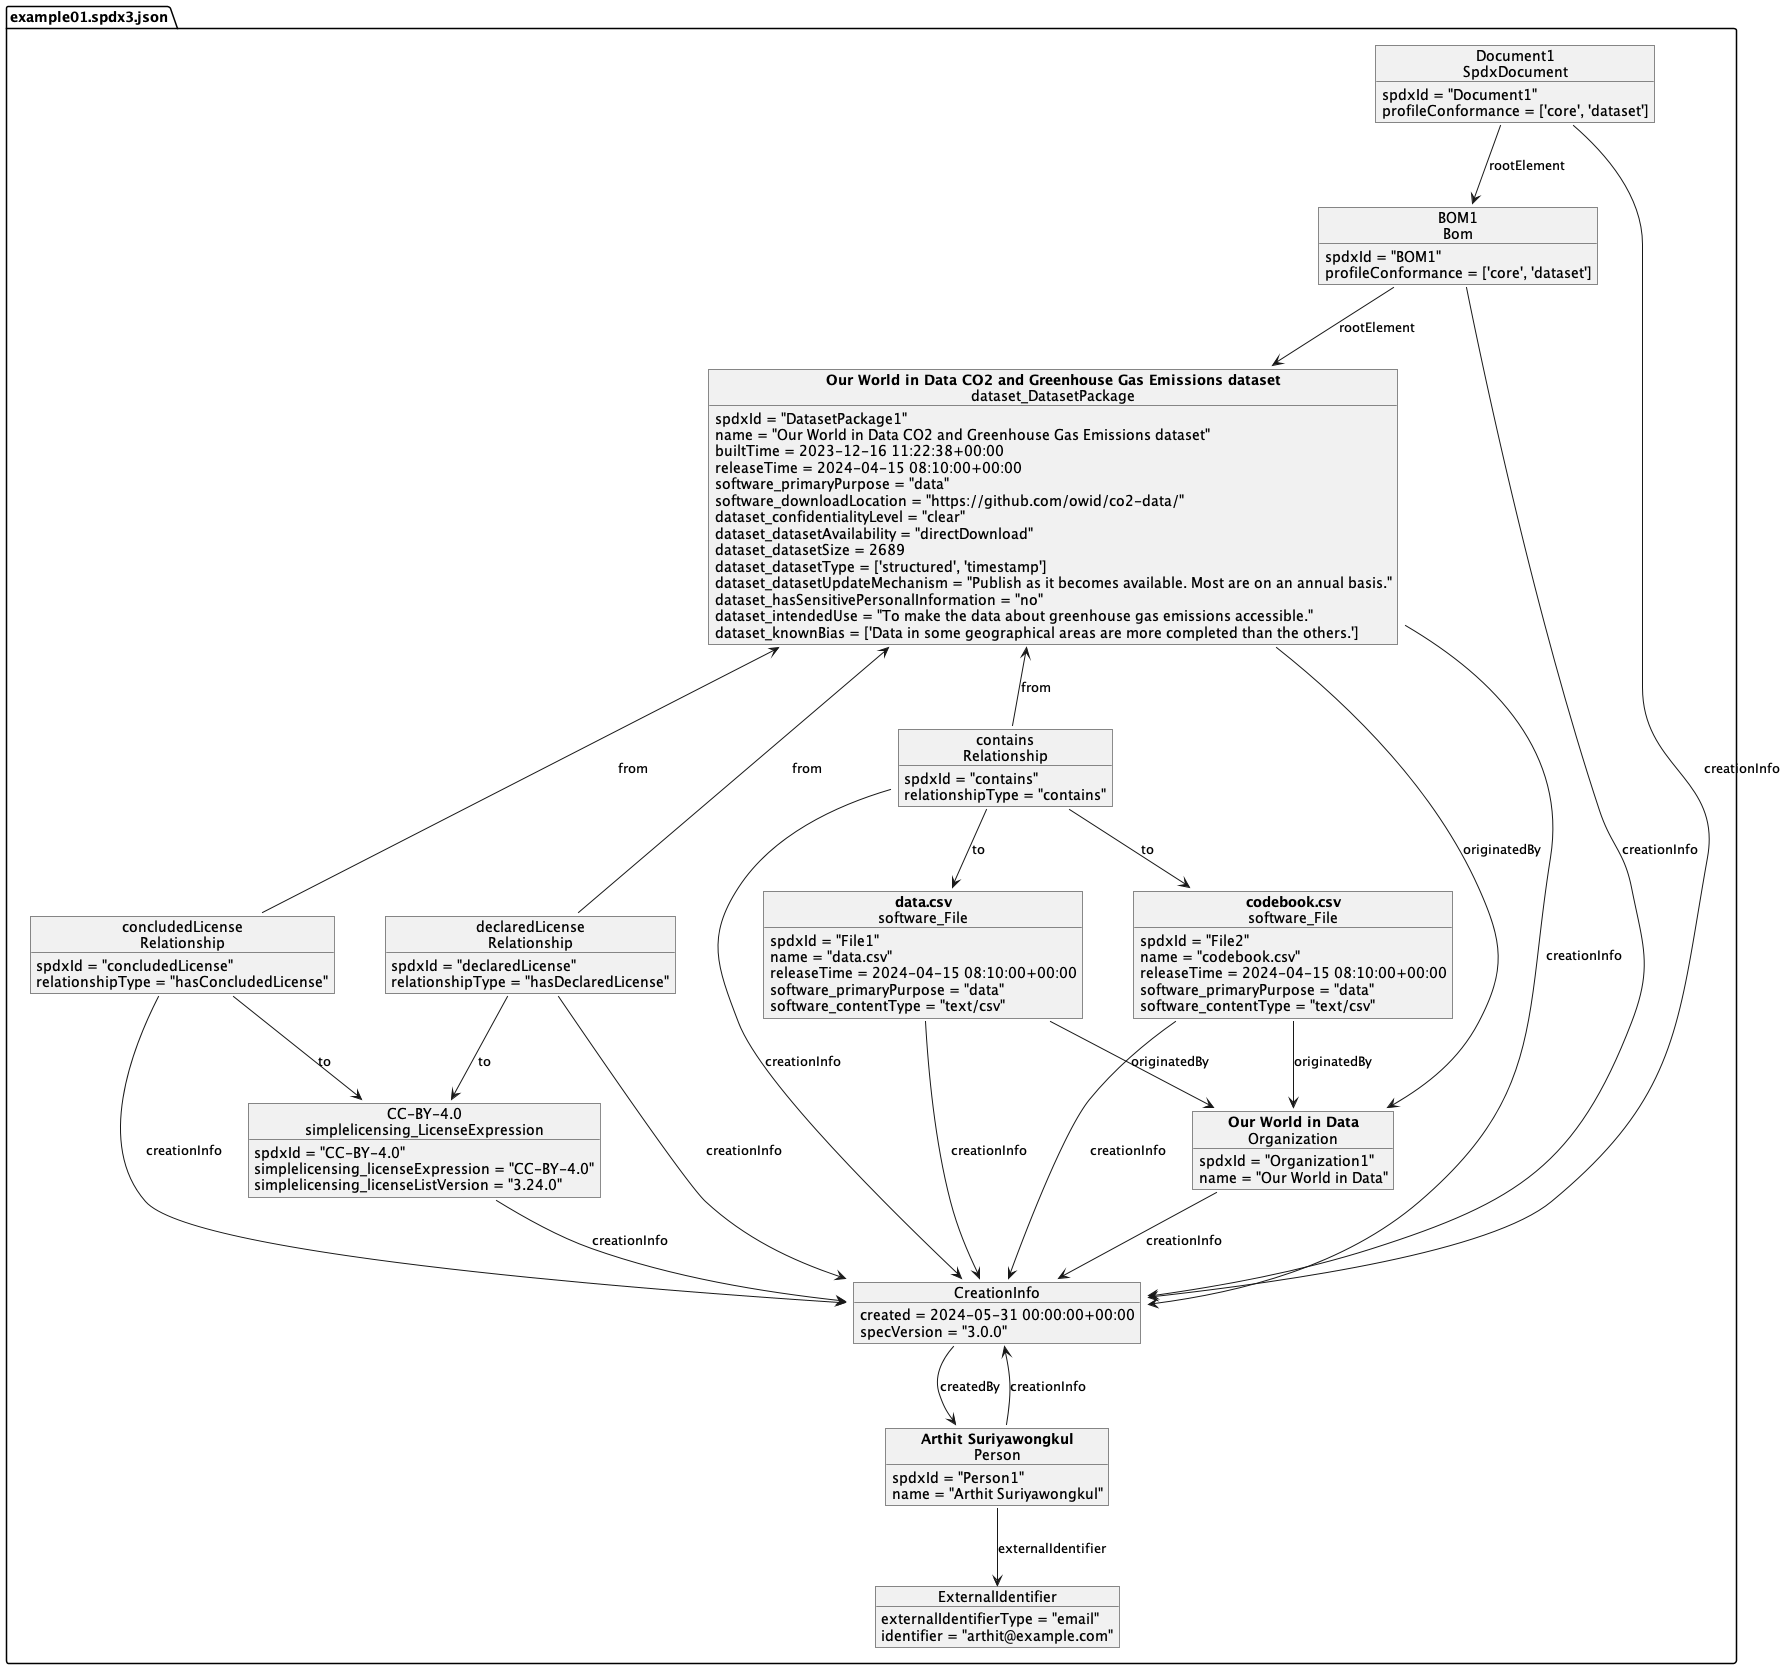 example01.spdx3.json
Document1
SpdxDocument
spdxId = "Document1"
profileConformance = ['core', 'dataset']
rootElement
BOM1
Bom
spdxId = "BOM1"
profileConformance = ['core', 'dataset']
rootElement
Our World in Data CO2 and Greenhouse Gas Emissions dataset
dataset_DatasetPackage
spdxId = "DatasetPackage1"
name = "Our World in Data CO2 and Greenhouse Gas Emissions dataset"
builtTime = 2023-12-16 11:22:38+00:00
releaseTime = 2024-04-15 08:10:00+00:00
software_primaryPurpose = "data"
software_downloadLocation = "https://github.com/owid/co2-data/"
dataset_confidentialityLevel = "clear"
dataset_datasetAvailability = "directDownload"
dataset_datasetSize = 2689
dataset_datasetType = ['structured', 'timestamp']
dataset_datasetUpdateMechanism = "Publish as it becomes available. Most are on an annual basis."
dataset_hasSensitivePersonalInformation = "no"
dataset_intendedUse = "To make the data about greenhouse gas emissions accessible."
dataset_knownBias = ['Data in some geographical areas are more completed than the others.']
from
contains
Relationship
spdxId = "contains"
relationshipType = "contains"
from
from
creationInfo
to
to
originatedBy
creationInfo
concludedLicense
Relationship
spdxId = "concludedLicense"
relationshipType = "hasConcludedLicense"
declaredLicense
Relationship
spdxId = "declaredLicense"
relationshipType = "hasDeclaredLicense"
data.csv
software_File
spdxId = "File1"
name = "data.csv"
releaseTime = 2024-04-15 08:10:00+00:00
software_primaryPurpose = "data"
software_contentType = "text/csv"
codebook.csv
software_File
spdxId = "File2"
name = "codebook.csv"
releaseTime = 2024-04-15 08:10:00+00:00
software_primaryPurpose = "data"
software_contentType = "text/csv"
creationInfo
to
to
creationInfo
originatedBy
originatedBy
CC-BY-4.0
simplelicensing_LicenseExpression
spdxId = "CC-BY-4.0"
simplelicensing_licenseExpression = "CC-BY-4.0"
simplelicensing_licenseListVersion = "3.24.0"
Our World in Data
Organization
spdxId = "Organization1"
name = "Our World in Data"
creationInfo
creationInfo
creationInfo
creationInfo
creationInfo
creationInfo
CreationInfo
created = 2024-05-31 00:00:00+00:00
specVersion = "3.0.0"
createdBy
creationInfo
Arthit Suriyawongkul
Person
spdxId = "Person1"
name = "Arthit Suriyawongkul"
externalIdentifier
ExternalIdentifier
externalIdentifierType = "email"
identifier = "arthit@example.com"